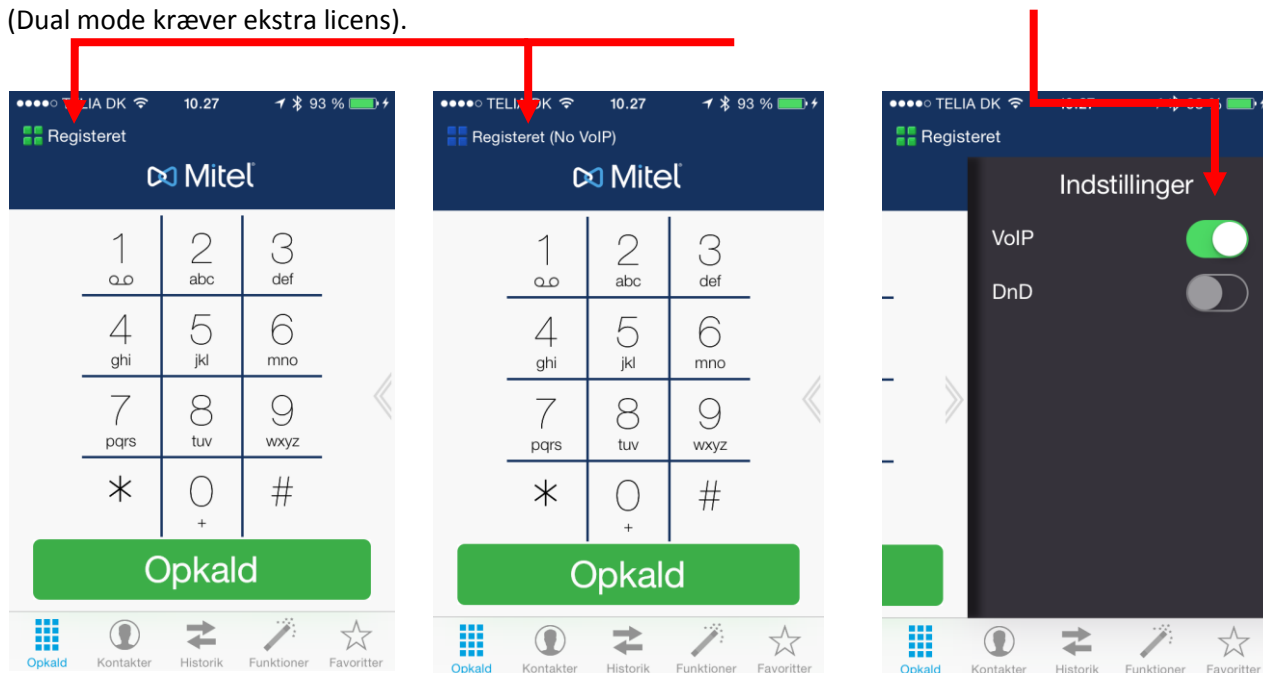 (Dual mode kræver ekstra licens).
TELIA DK 10.27 93 %
Registeret
Mitel
1 2 3
abc def
4 5 6
ghi jkl mno
7 8 9
pqrs tuv wxyz
* 0 #
+
Opkald
Opkald Kontakter Historik Funktioner Favoritter
TELIA DK 10.27 93 %
Registeret (No VoIP)
Mitel
1 2 3
abc def
4 5 6
ghi jkl mno
7 8 9
pqrs tuv wxyz
* 0 #
+
Opkald
Opkald Kontakter Historik Funktioner Favoritter
TELIA DK
Registeret
Indstillinger
VoIP
DnD
Opkald Kontakter Historik Funktioner Favoritter